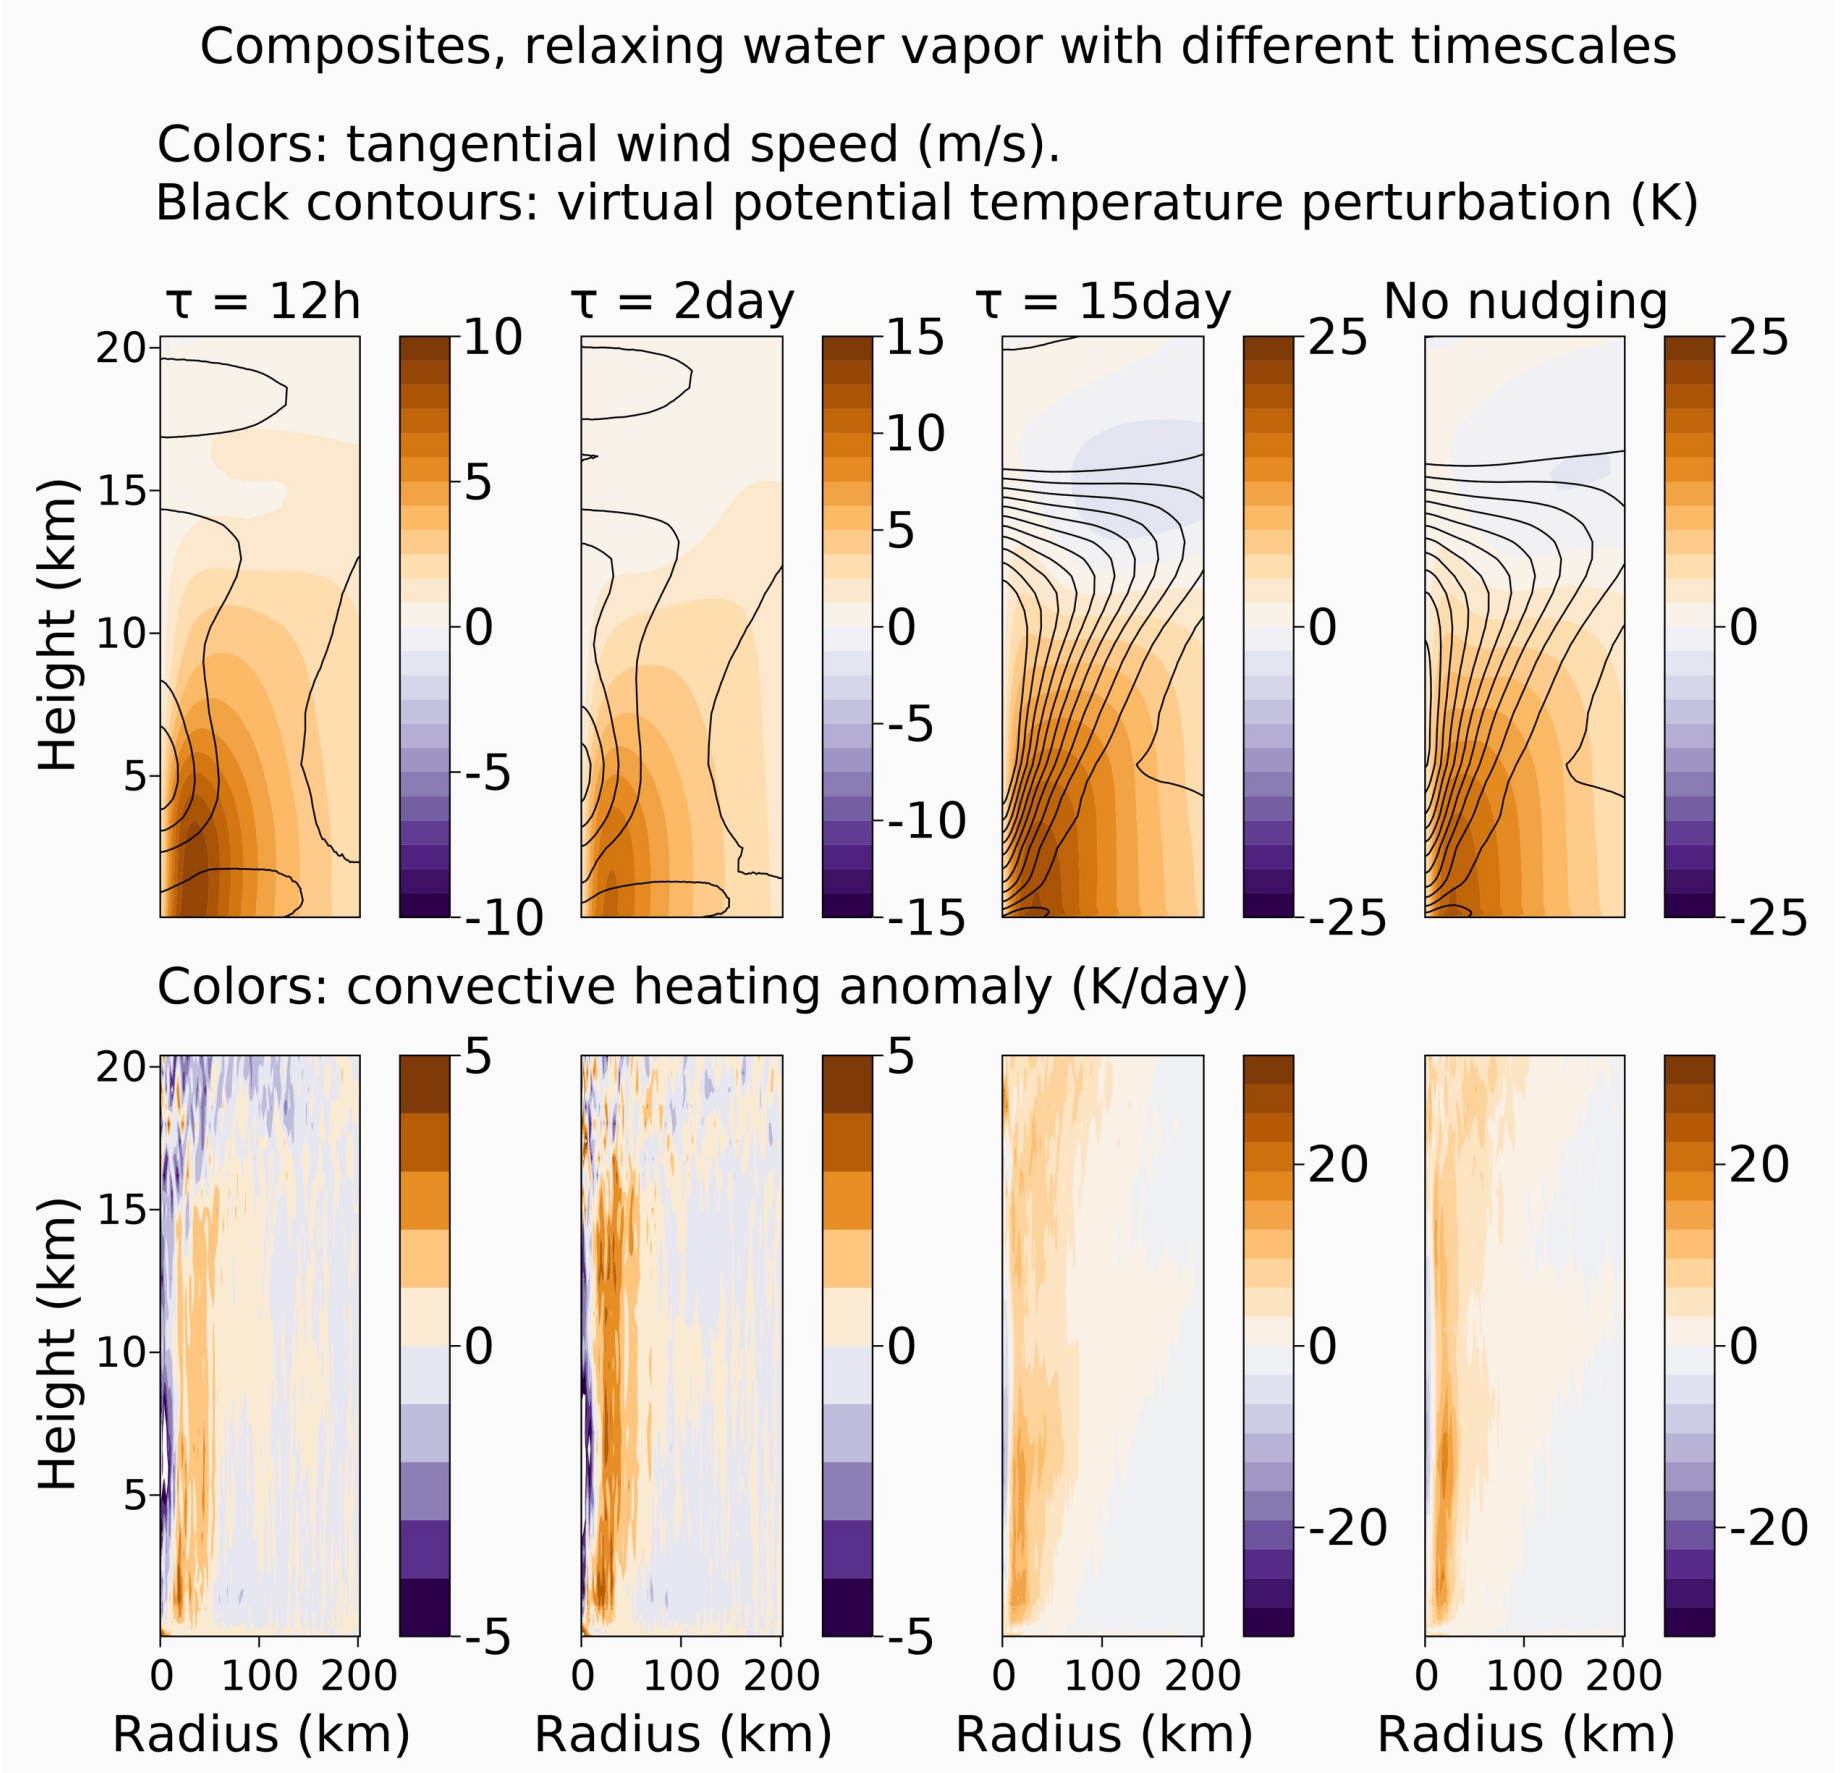 Composites, relaxing water vapor with different timescales
Colors: tangential wind speed (m/s).
Black contours: virtual potential temperature perturbation (K)
τ = 12h
τ = 2day
τ = 15day
No nudging
Height (km)
20
15
10
5
10
5
0
-5
-10
15
10
5
0
-5
-10
-15
25
0
-25
25
0
-25
Colors: convective heating anomaly (K/day)
Height (km)
20
15
10
5
5
0
-5
5
0
-5
20
0
-20
20
0
-20
0 100 200
0 100 200
0 100 200
0 100 200
Radius (km)
Radius (km)
Radius (km)
Radius (km)